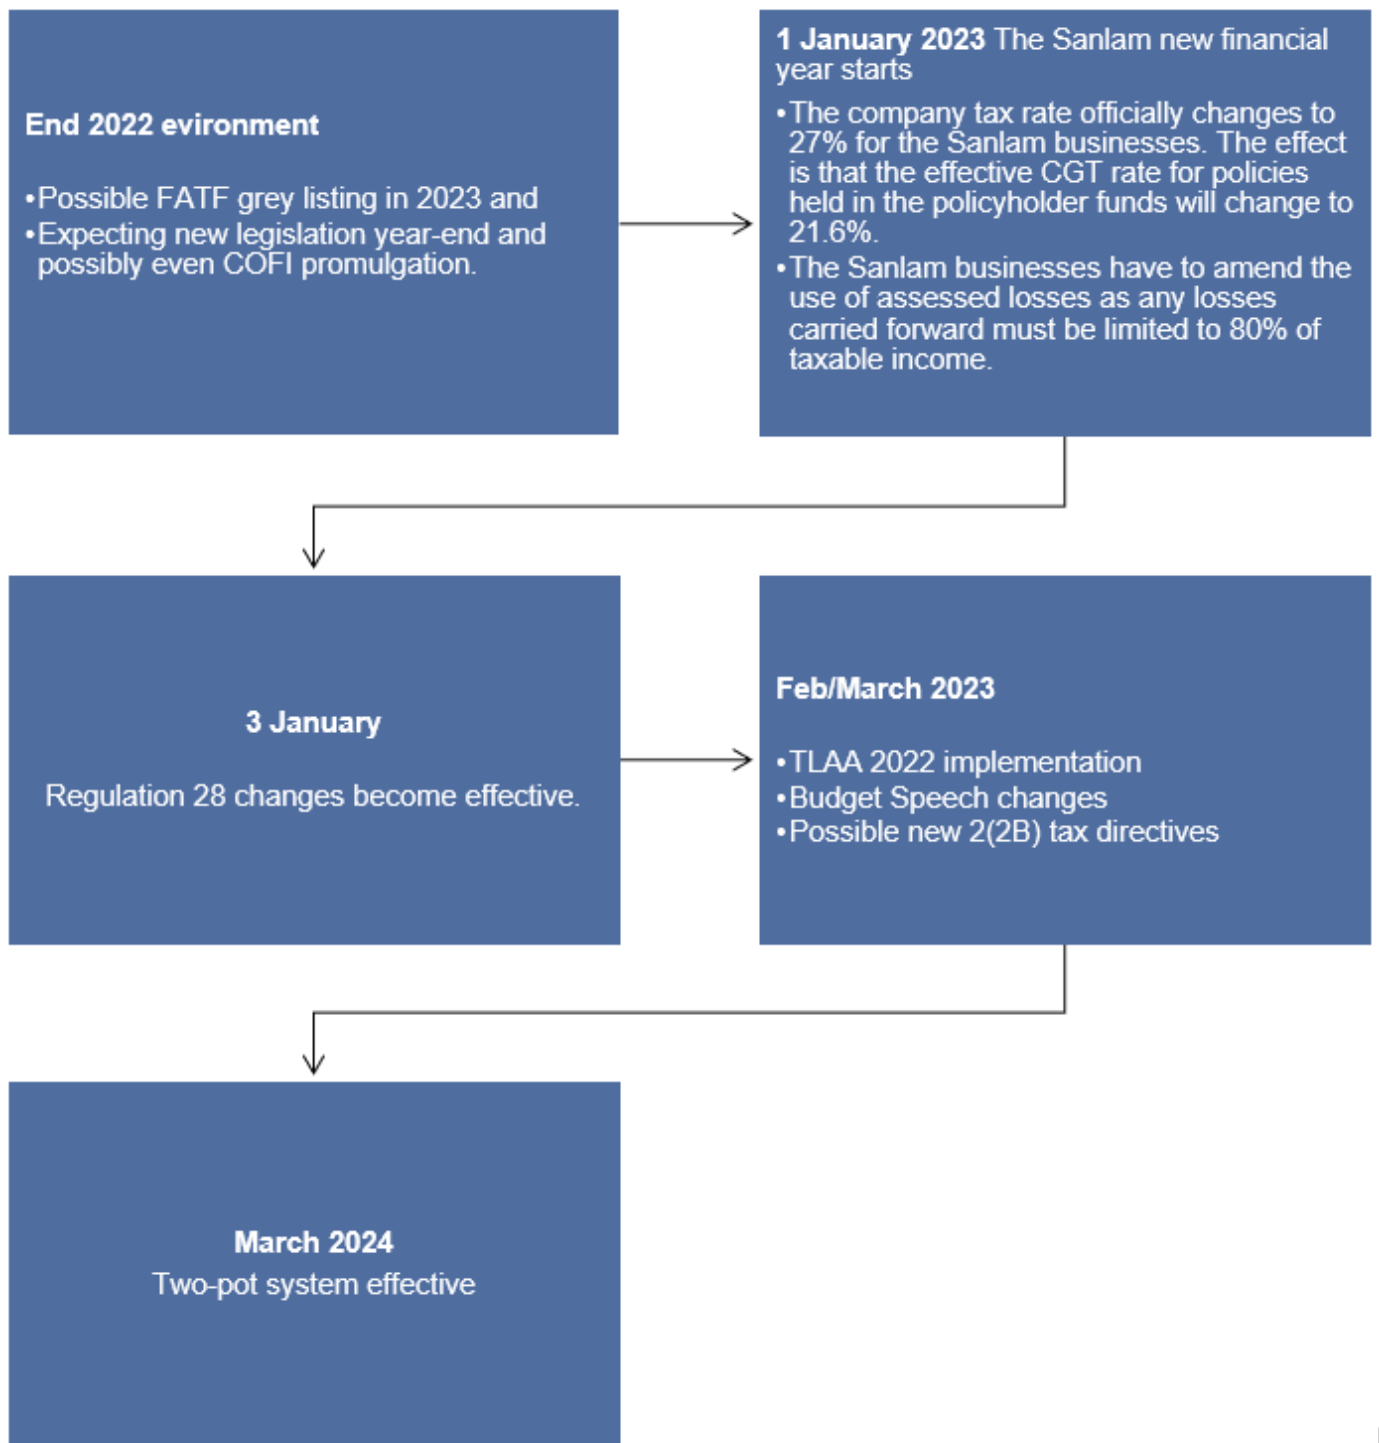 End 2022 evironment
•Possible FATF grey listing in 2023 and
•Expecting new legislation year-end and
possibly even COFI promulgation.
1 January 2023 The Sanlam new financial
year starts
•The company tax rate officially changes to
27% for the Sanlam businesses. The effect
is that the effective CGT rate for policies
held in the policyholder funds will change to
21.6%.
•The Sanlam businesses have to amend the
use of assessed losses as any losses
carried forward must be limited to 80% of
taxable income.
3 January
Regulation 28 changes become effective.
Feb/March 2023
•TLAA 2022 implementation
•Budget Speech changes
•Possible new 2(2B) tax directives
March 2024
Two-pot system effective